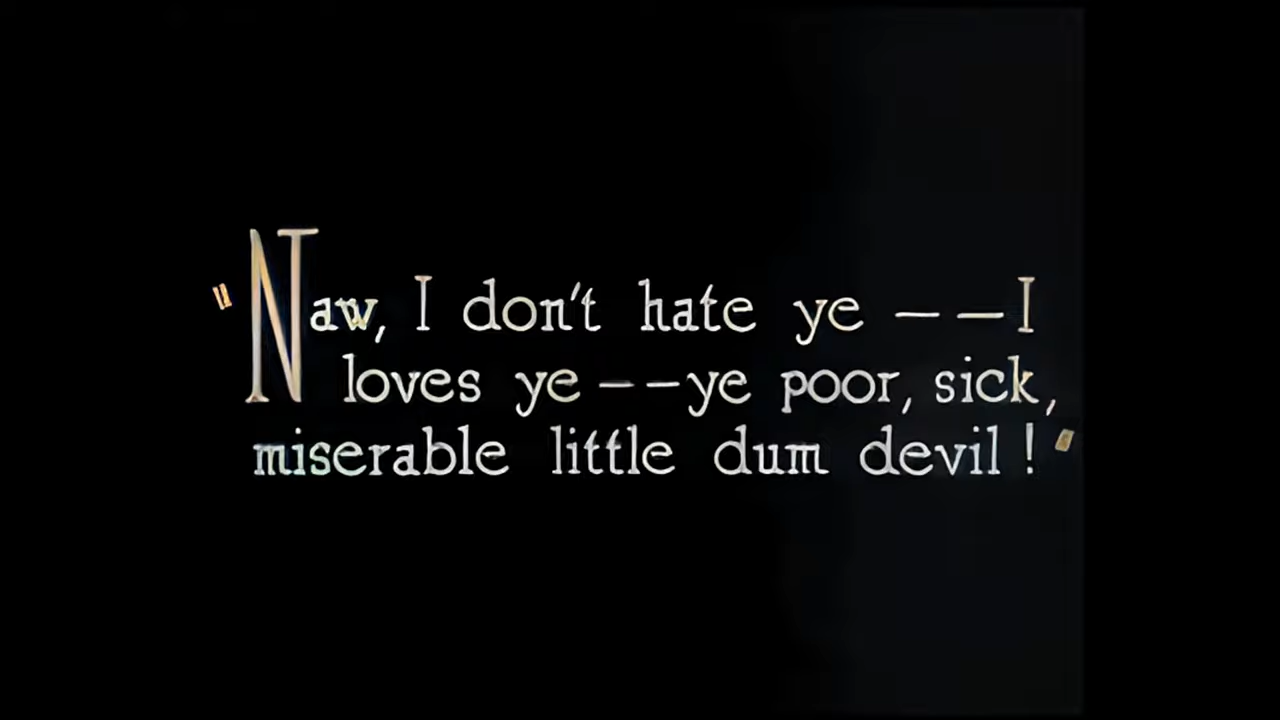 "Naw, I don't hate ye ––I
loves ye––ye poor, sick,
miserable little dum devil!"